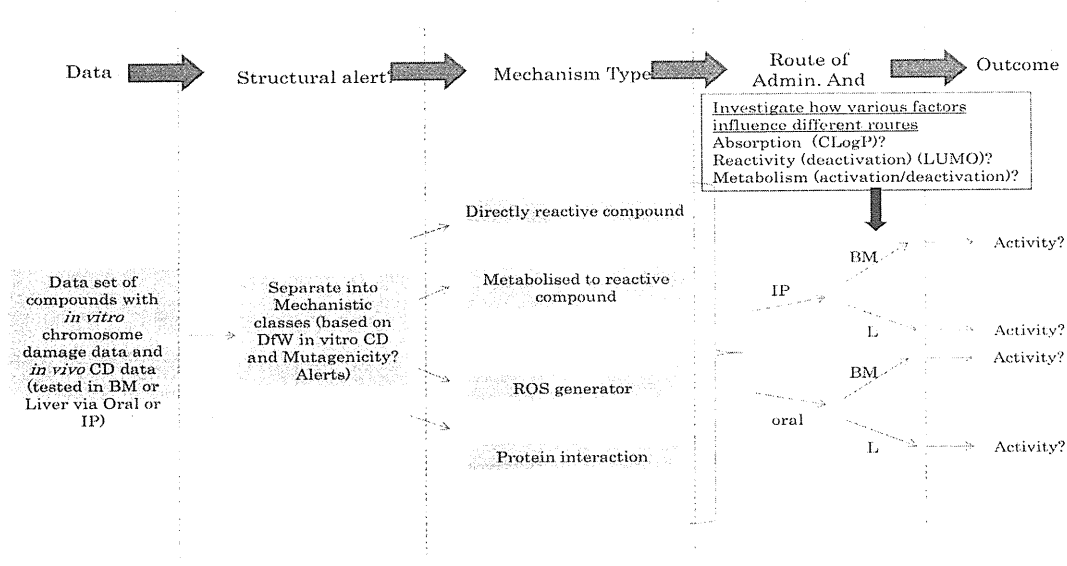 Data
Structural alert?
Mechanism Type
Route of
Admin. And
Outcome
Investigate how various factors
influence different routes
Absorption (CLogP)?
Reactivity (deactivation) (LUMO)?
Metabolism (activation/deactivation)?
Data set of
compounds with
in vitro
chromosome
damage data and
in vivo CD data
(tested in BM or
Liver via Oral or
IP)
Separate into
Mechanistic
classes (based on
DfW in vitro CD
and Mutagenicity?
Alerts)
Directly reactive compound
Metabolised to reactive
compound
ROS generator
Protein interaction
IP
BM
L
oral
BM
L
Activity?
Activity?
Activity?
Activity?